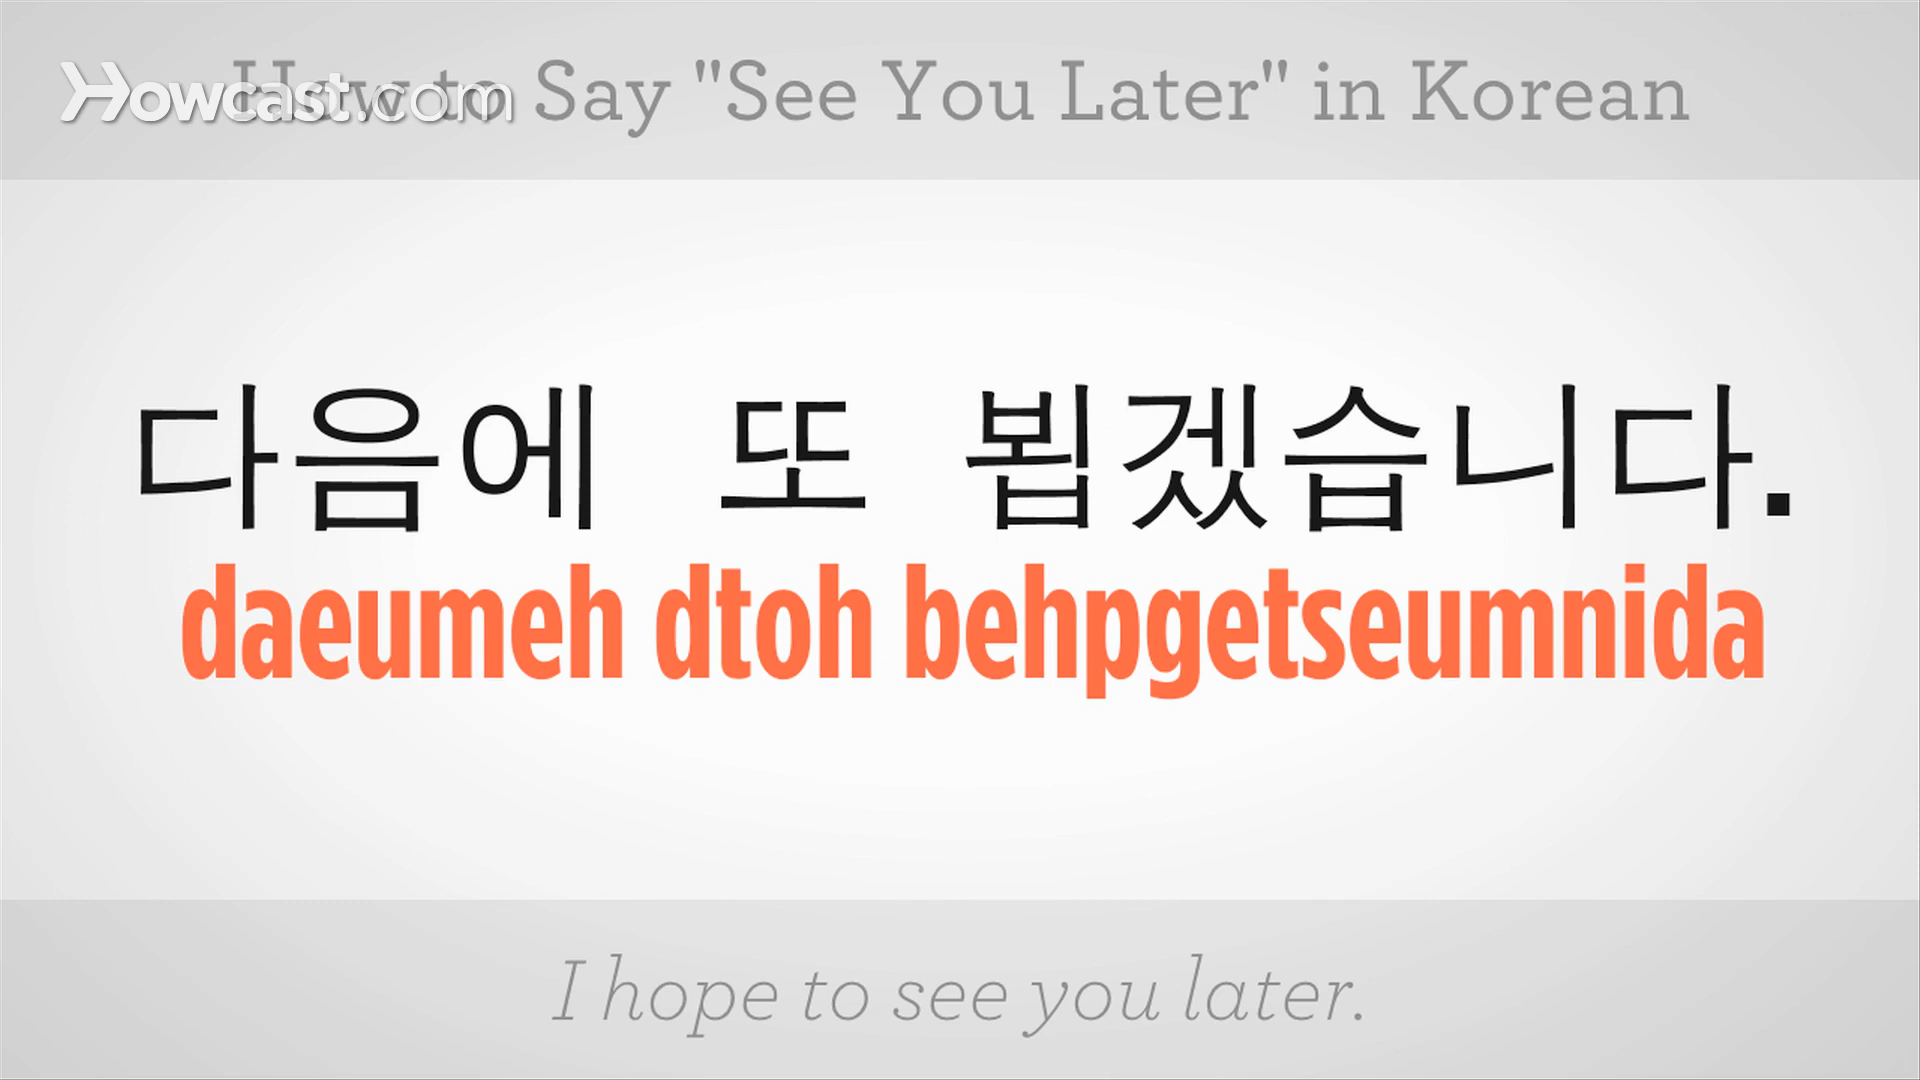 Howcast.com
How to Say "See You Later" in Korean
다음에 또 뵙겠습니다.
daeumeh dtoh behpgetseumnida
I hope to see you later.